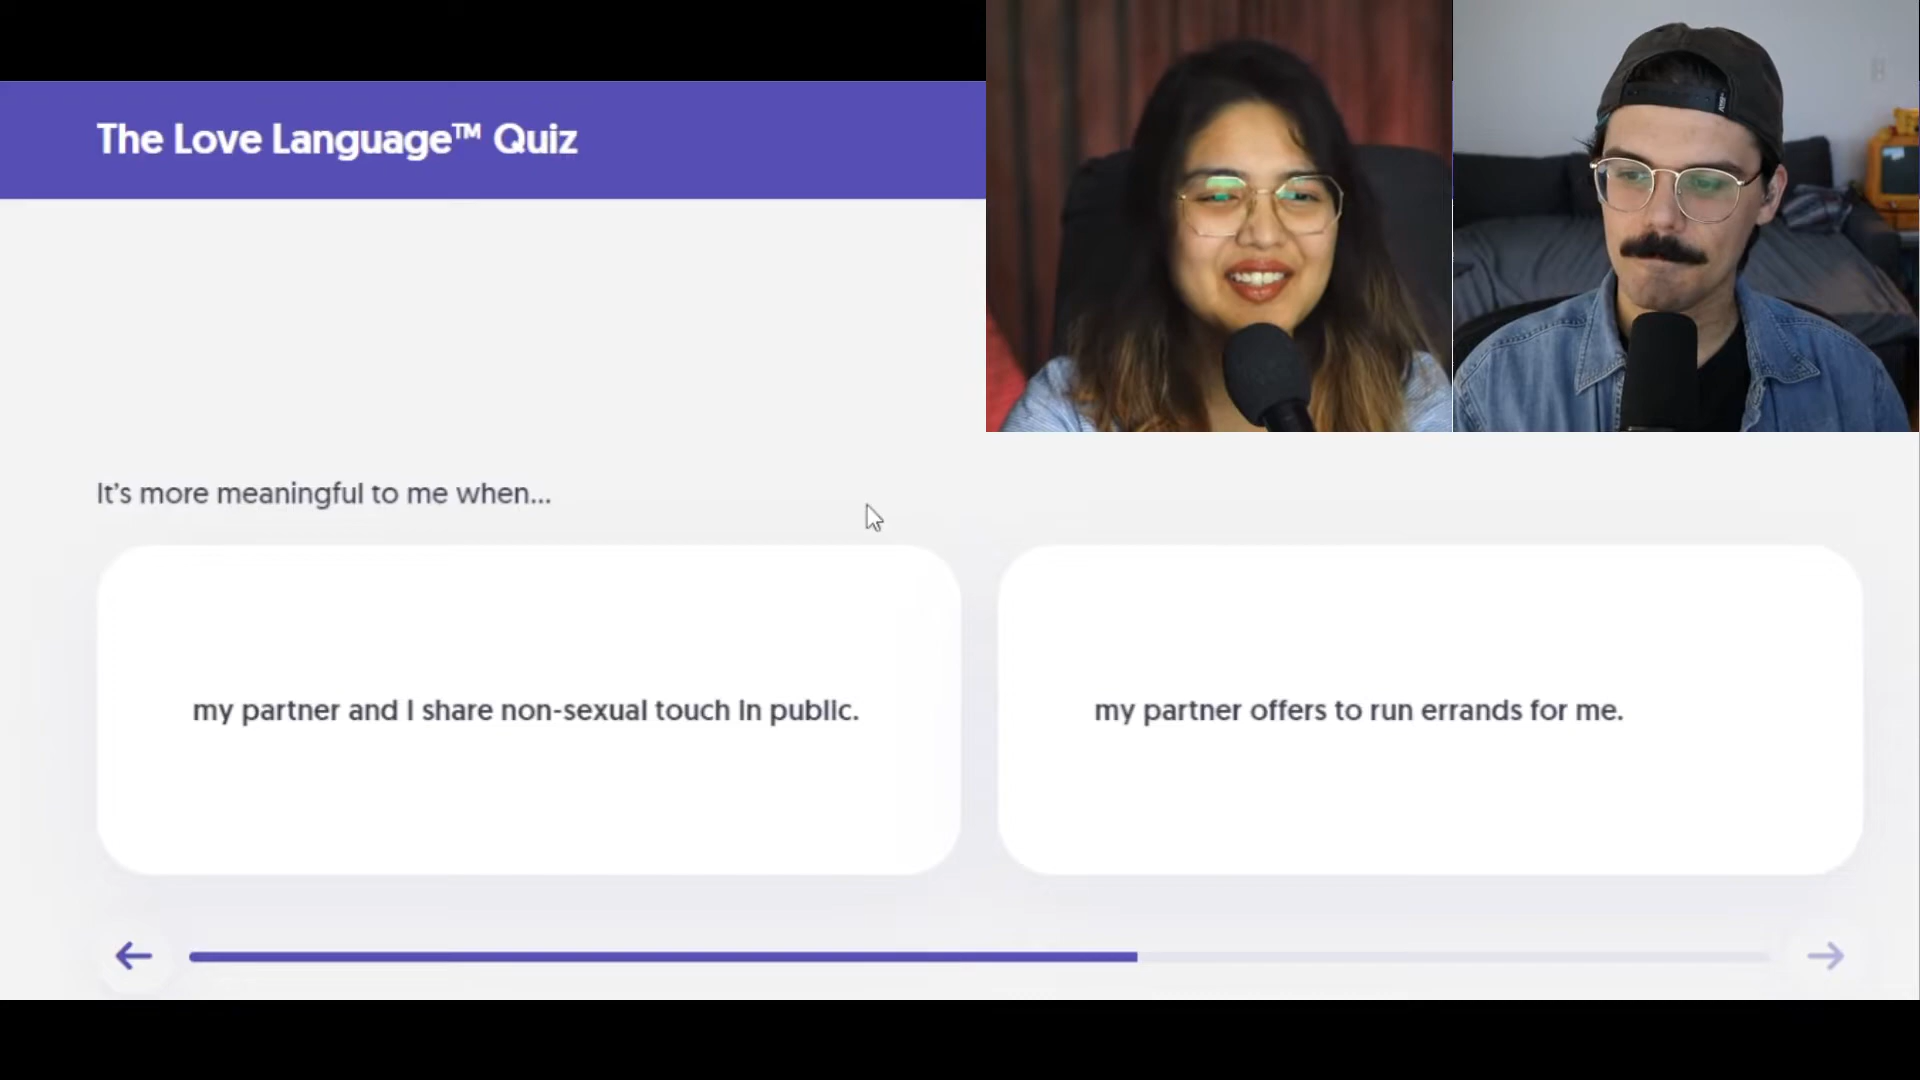 The Love Language™ Quiz
It's more meaningful to me when...
my partner and I share non-sexual touch in public.
my partner offers to run errands for me.